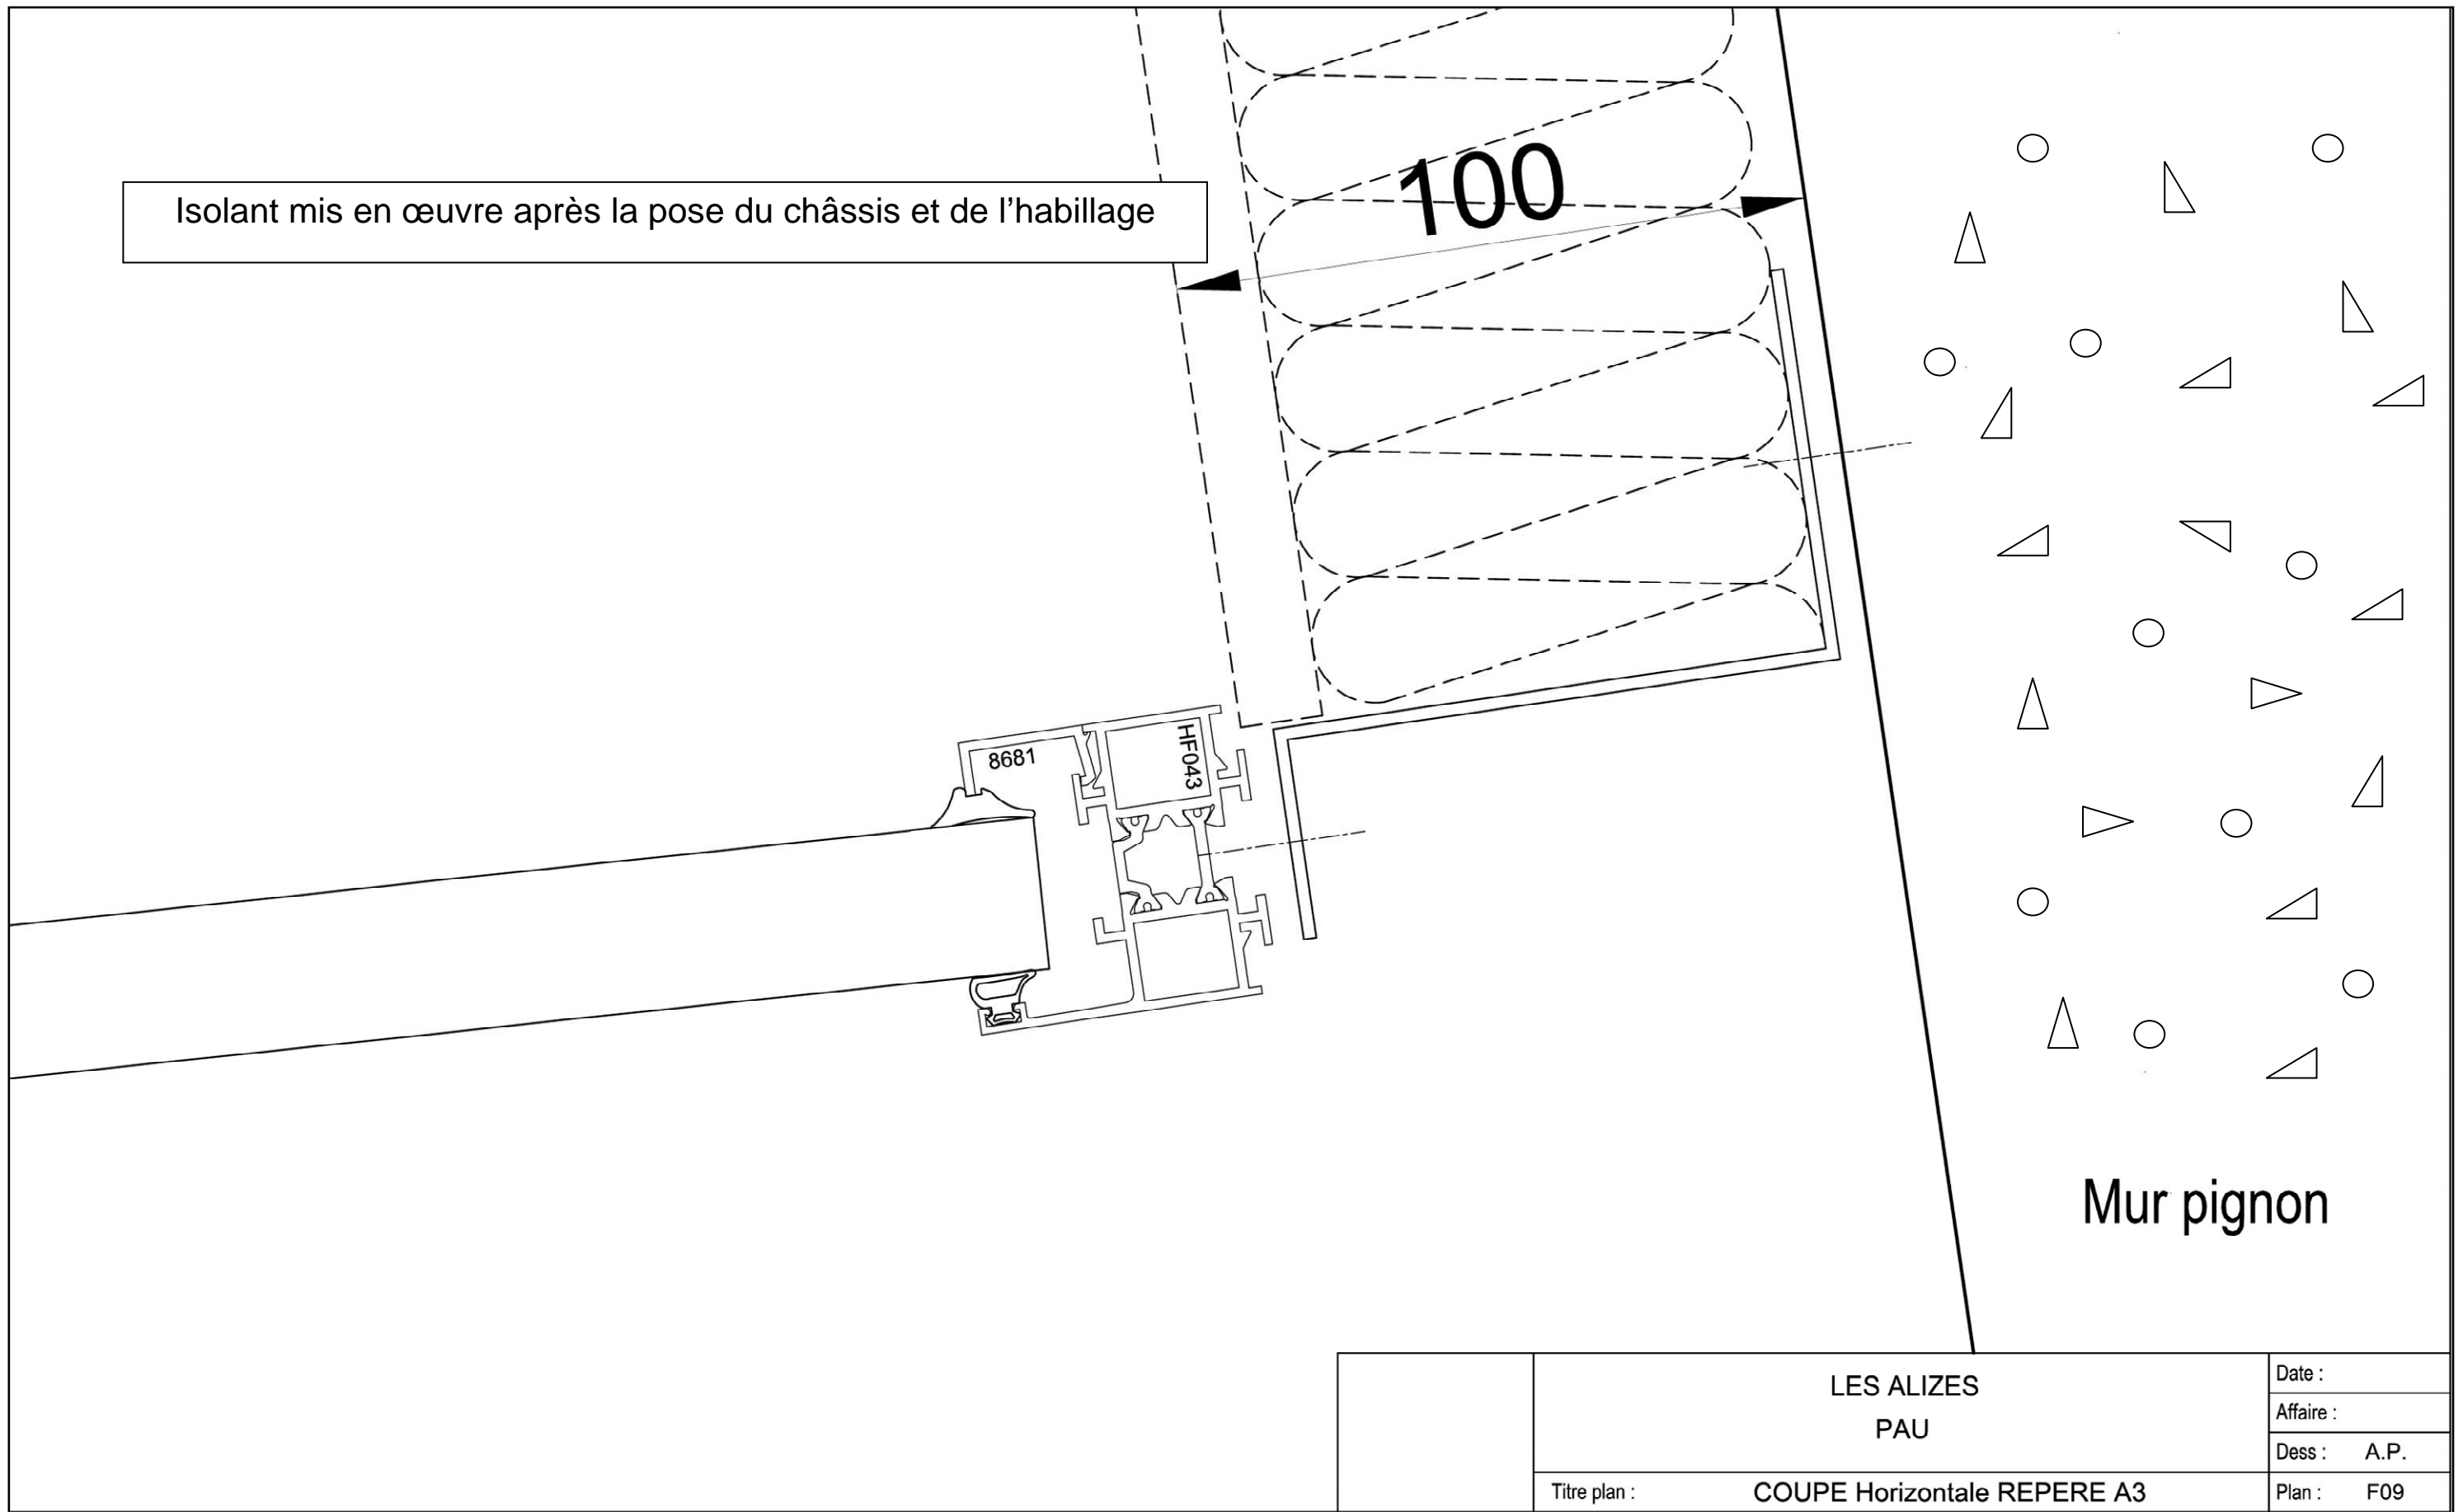 100
Isolant mis en œuvre après la pose du châssis et de l'habillage
HF043
8681
Mur pignon
LES ALIZES
PAU
Date :
Affaire :
Dess : A.P.
Titre plan : COUPE Horizontale REPERE A3
Plan : F09